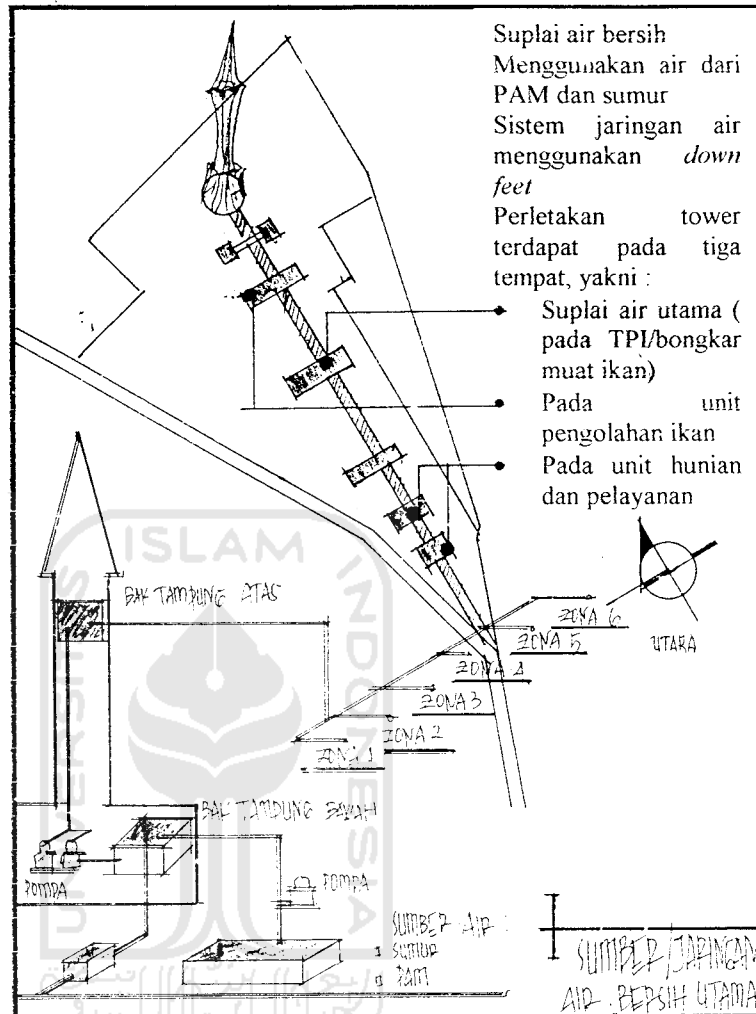 Suplai air bersih
Menggunakan air dari
PAM dan sumur
Sistem jaringan air
menggunakan down
feet
Perletakan tower
terdapat pada tiga
tempat, yakni :
Suplai air utama (
pada TPI/bongkar
muat ikan)
Pada unit
pengolahan ikan
Pada unit hunian
dan pelayanan
UTARA
ISLAM
INDONESIA
BAK TAMPUNG ATAS
ZONA 6
ZONA 5
ZONA 4
ZONA 3
ZONA 2
ZONA 1
BAK TAMPUNG BAWAH
POMPA
POMPA
SUMBER AIR :
SUMUR
PAM
SUMBER/JARINGAN
AIR BERSIH UTAMA